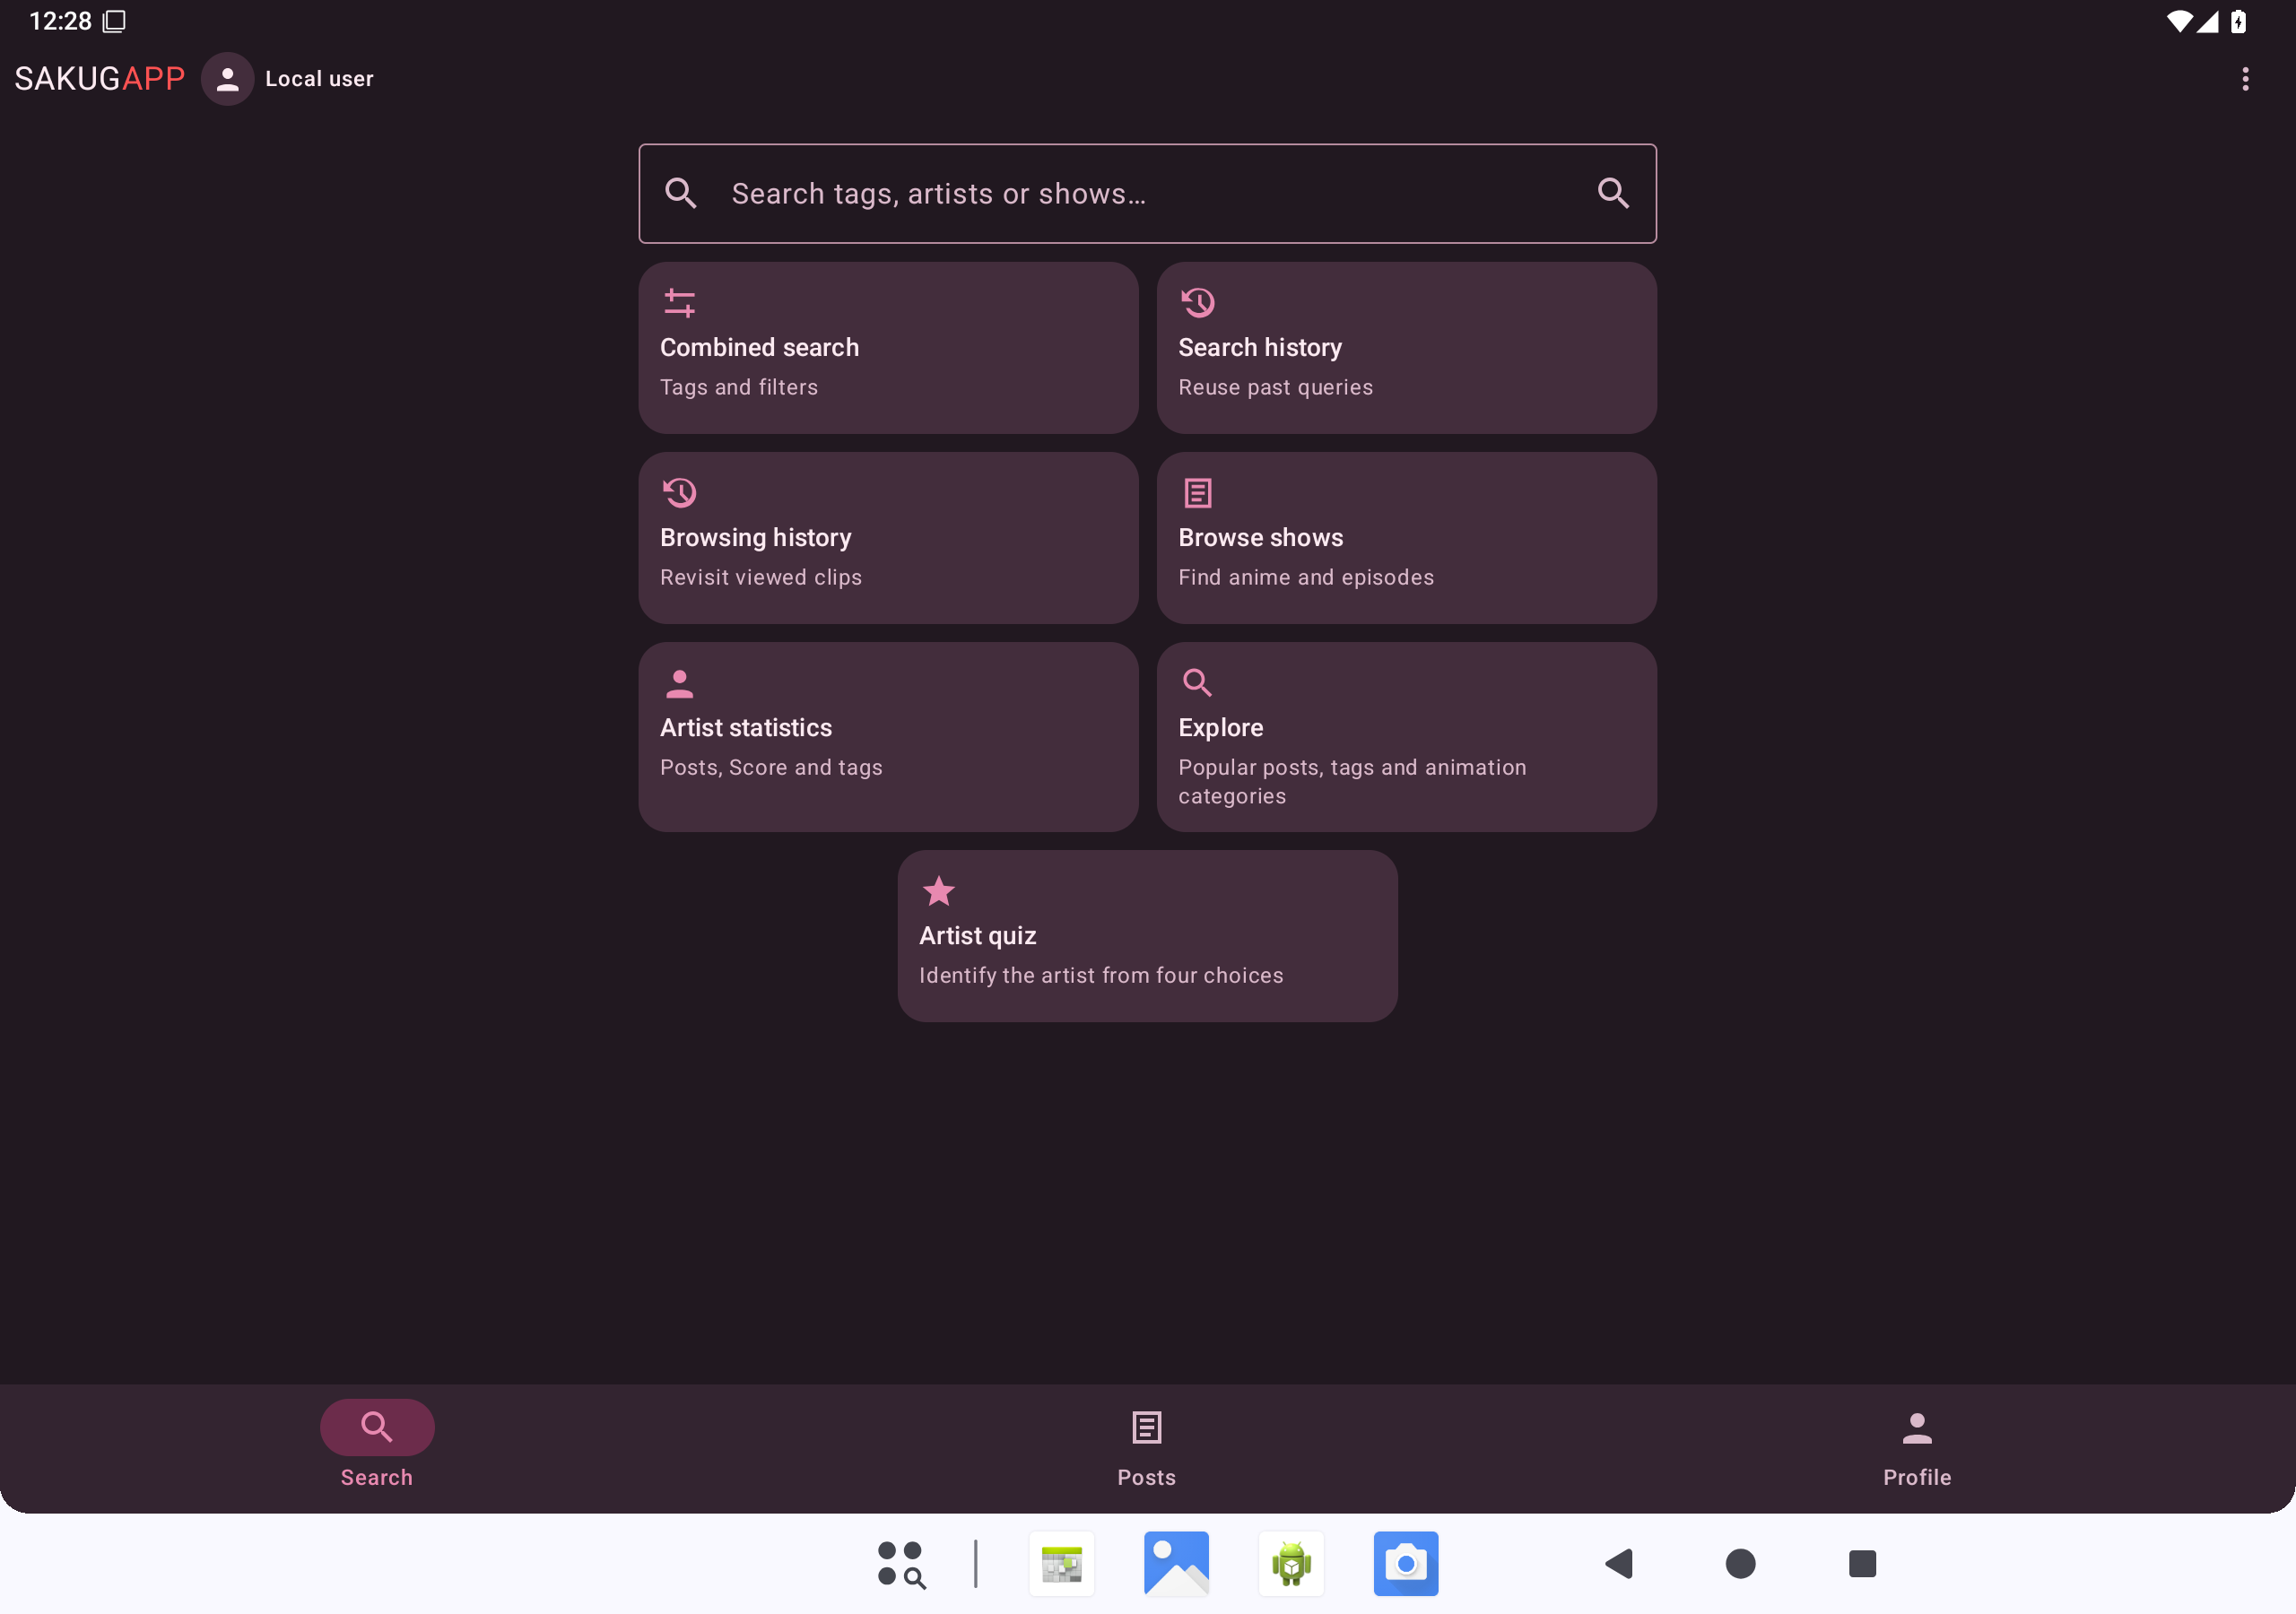 12:28
SAKUGAPP Local user
Search tags, artists or shows...
Combined search
Tags and filters
Search history
Reuse past queries
Browsing history
Revisit viewed clips
Browse shows
Find anime and episodes
Artist statistics
Posts, Score and tags
Explore
Popular posts, tags and animation
categories
Artist quiz
Identify the artist from four choices
Search
Posts
Profile